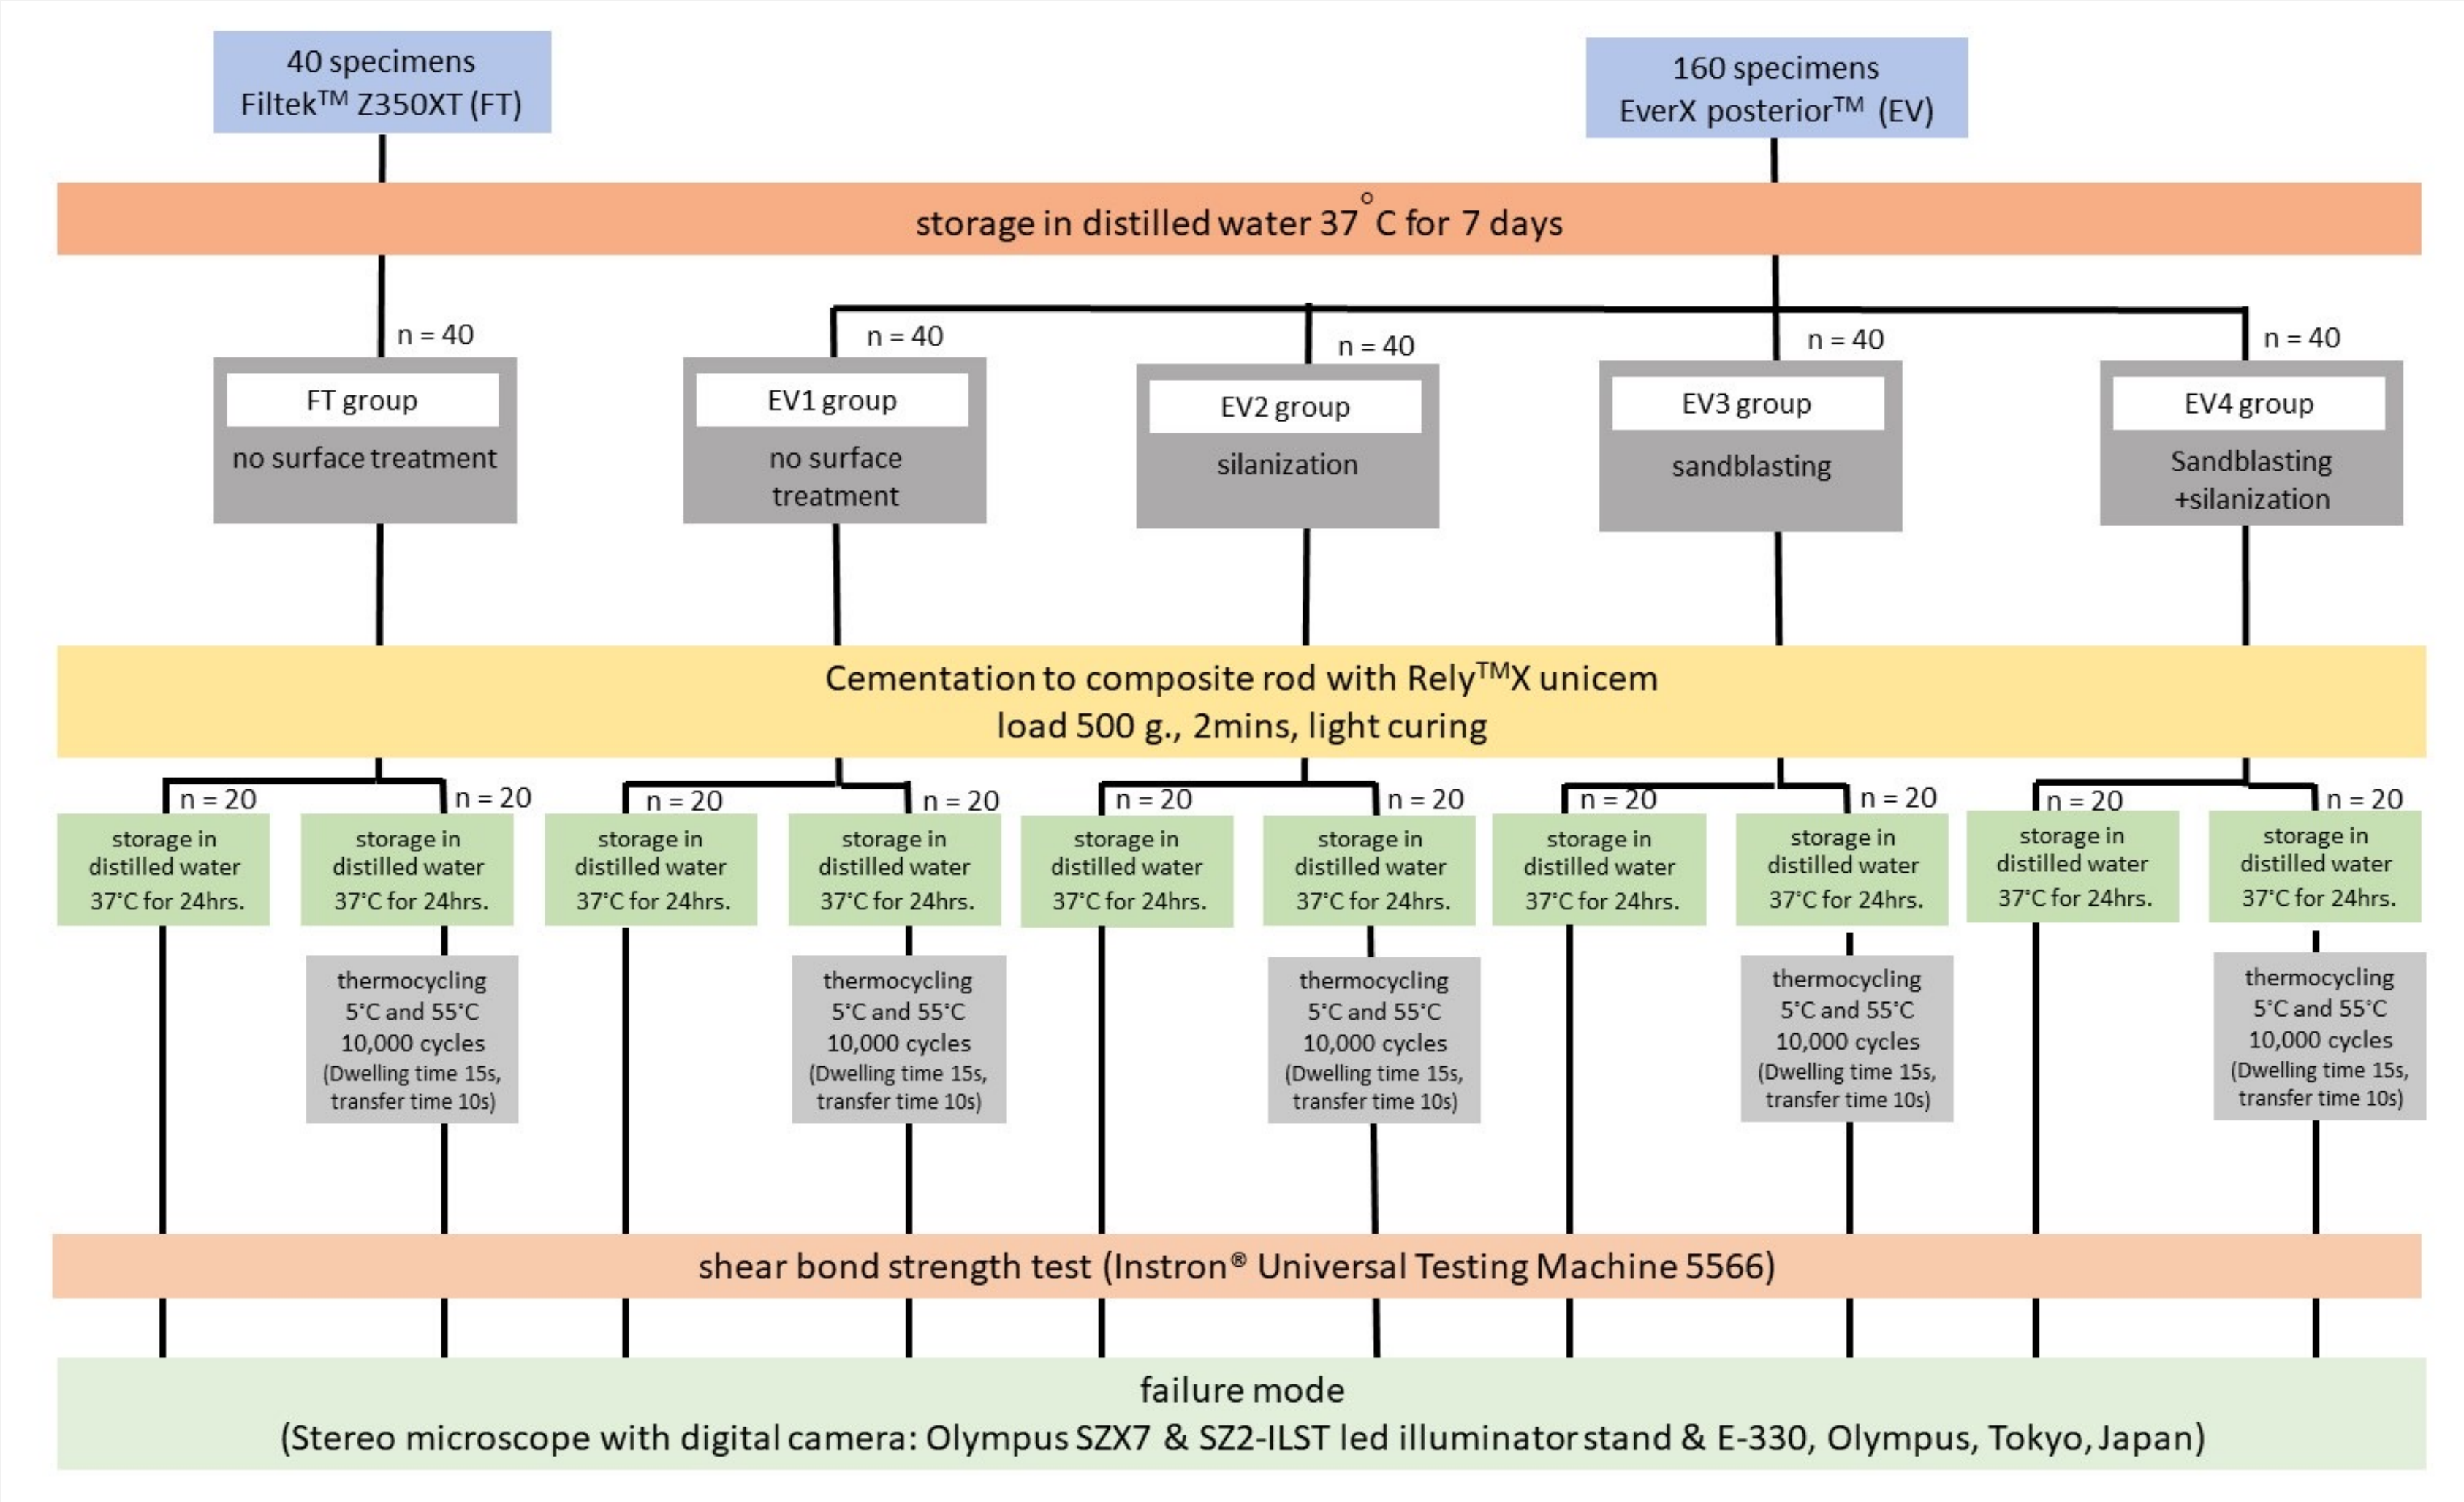 40 specimens
Filtek™ Z350XT (FT)
160 specimens
EverX posterior™ (EV)
storage in distilled water 37°C for 7 days
n = 40
n = 40
n = 40
n = 40
n = 40
FT group
no surface treatment
EV1 group
no surface
treatment
EV2 group
silanization
EV3 group
sandblasting
EV4 group
Sandblasting
+silanization
Cementation to composite rod with Rely™X unicem
load 500 g., 2mins, light curing
n = 20
n = 20
n = 20
n = 20
n = 20
n = 20
n = 20
n = 20
n = 20
n = 20
storage in
distilled water
37°C for 24hrs.
storage in
distilled water
37°C for 24hrs.
storage in
distilled water
37°C for 24hrs.
storage in
distilled water
37°C for 24hrs.
storage in
distilled water
37°C for 24hrs.
storage in
distilled water
37°C for 24hrs.
storage in
distilled water
37°C for 24hrs.
storage in
distilled water
37°C for 24hrs.
storage in
distilled water
37°C for 24hrs.
storage in
distilled water
37°C for 24hrs.
thermocycling
5°C and 55°C
10,000 cycles
(Dwelling time 15s,
transfer time 10s)
thermocycling
5°C and 55°C
10,000 cycles
(Dwelling time 15s,
transfer time 10s)
thermocycling
5°C and 55°C
10,000 cycles
(Dwelling time 15s,
transfer time 10s)
thermocycling
5°C and 55°C
10,000 cycles
(Dwelling time 15s,
transfer time 10s)
thermocycling
5°C and 55°C
10,000 cycles
(Dwelling time 15s,
transfer time 10s)
shear bond strength test (Instron® Universal Testing Machine 5566)
failure mode
(Stereo microscope with digital camera: Olympus SZX7 & SZ2-ILST led illuminator stand & E-330, Olympus, Tokyo, Japan)